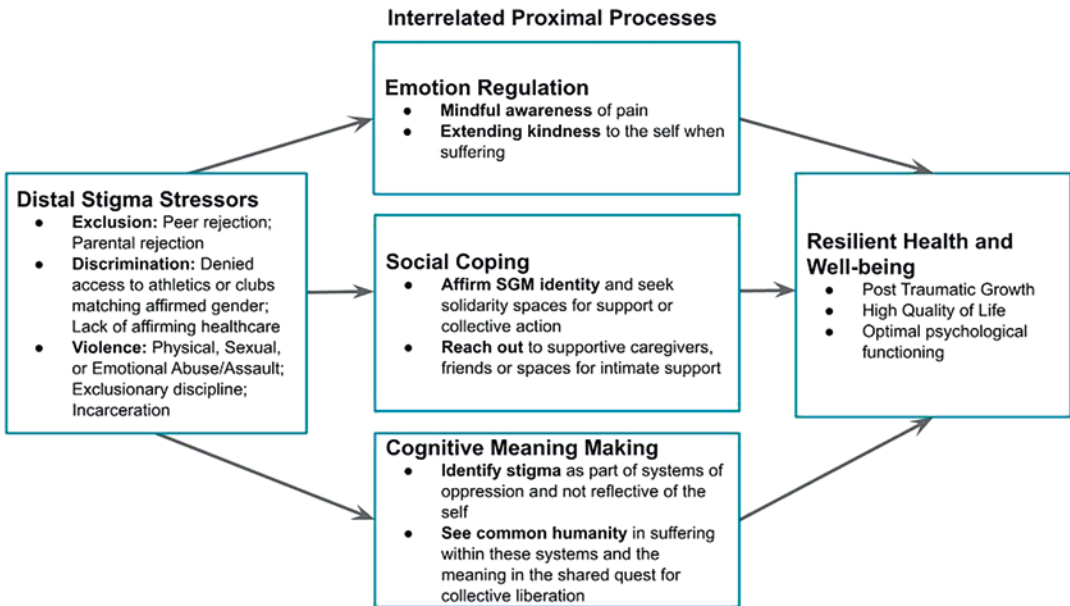 Interrelated Proximal Processes
Emotion Regulation
● Mindful awareness of pain
● Extending kindness to the self when
suffering
Distal Stigma Stressors
● Exclusion: Peer rejection;
Parental rejection
● Discrimination: Denied
access to athletics or clubs
matching affirmed gender;
Lack of affirming healthcare
● Violence: Physical, Sexual,
or Emotional Abuse/Assault;
Exclusionary discipline;
Incarceration
Social Coping
● Affirm SGM identity and seek
solidarity spaces for support or
collective action
● Reach out to supportive caregivers,
friends or spaces for intimate support
Cognitive Meaning Making
● Identify stigma as part of systems of
oppression and not reflective of the
self
● See common humanity in suffering
within these systems and the
meaning in the shared quest for
collective liberation
Resilient Health and
Well-being
● Post Traumatic Growth
● High Quality of Life
● Optimal psychological
functioning